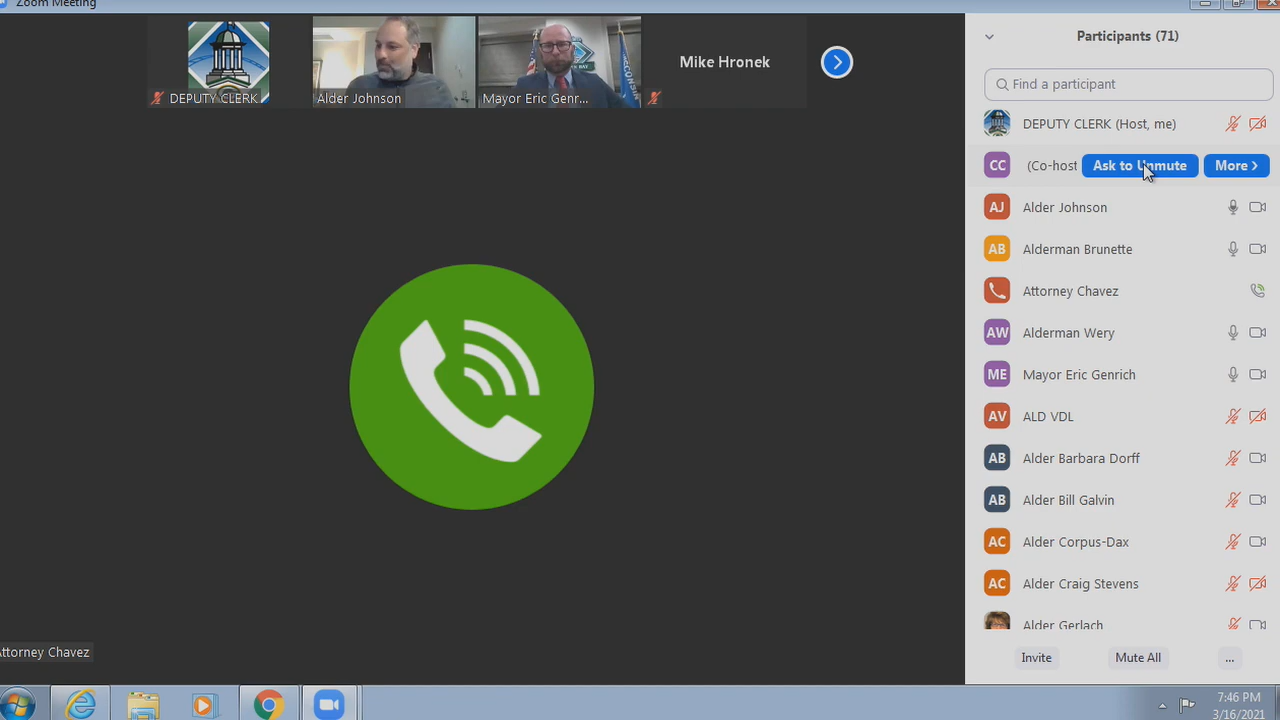 Zoom Meeting
DEPUTY CLERK
Alder Johnson
Mayor Eric Genr...
Mike Hronek
Participants (71)
Find a participant
DEPUTY CLERK (Host, me)
CC
(Co-host
Ask to Unmute
More >
AJ
Alder Johnson
AB
Alderman Brunette
Attorney Chavez
AW
Alderman Wery
ME
Mayor Eric Genrich
AV
ALD VDL
AB
Alder Barbara Dorff
AB
Alder Bill Galvin
AC
Alder Corpus-Dax
AC
Alder Craig Stevens
Alder Gerlach
Attorney Chavez
Invite
Mute All
...
7:46 PM
3/16/2021